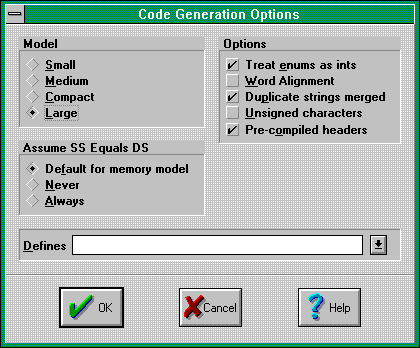 Code Generation Options
Model
Small
Medium
Compact
Large
Assume SS Equals DS
Default for memory model
Never
Always
Options
Treat enums as ints
Word Alignment
Duplicate strings merged
Unsigned characters
Pre-compiled headers
Defines
OK
Cancel
Help